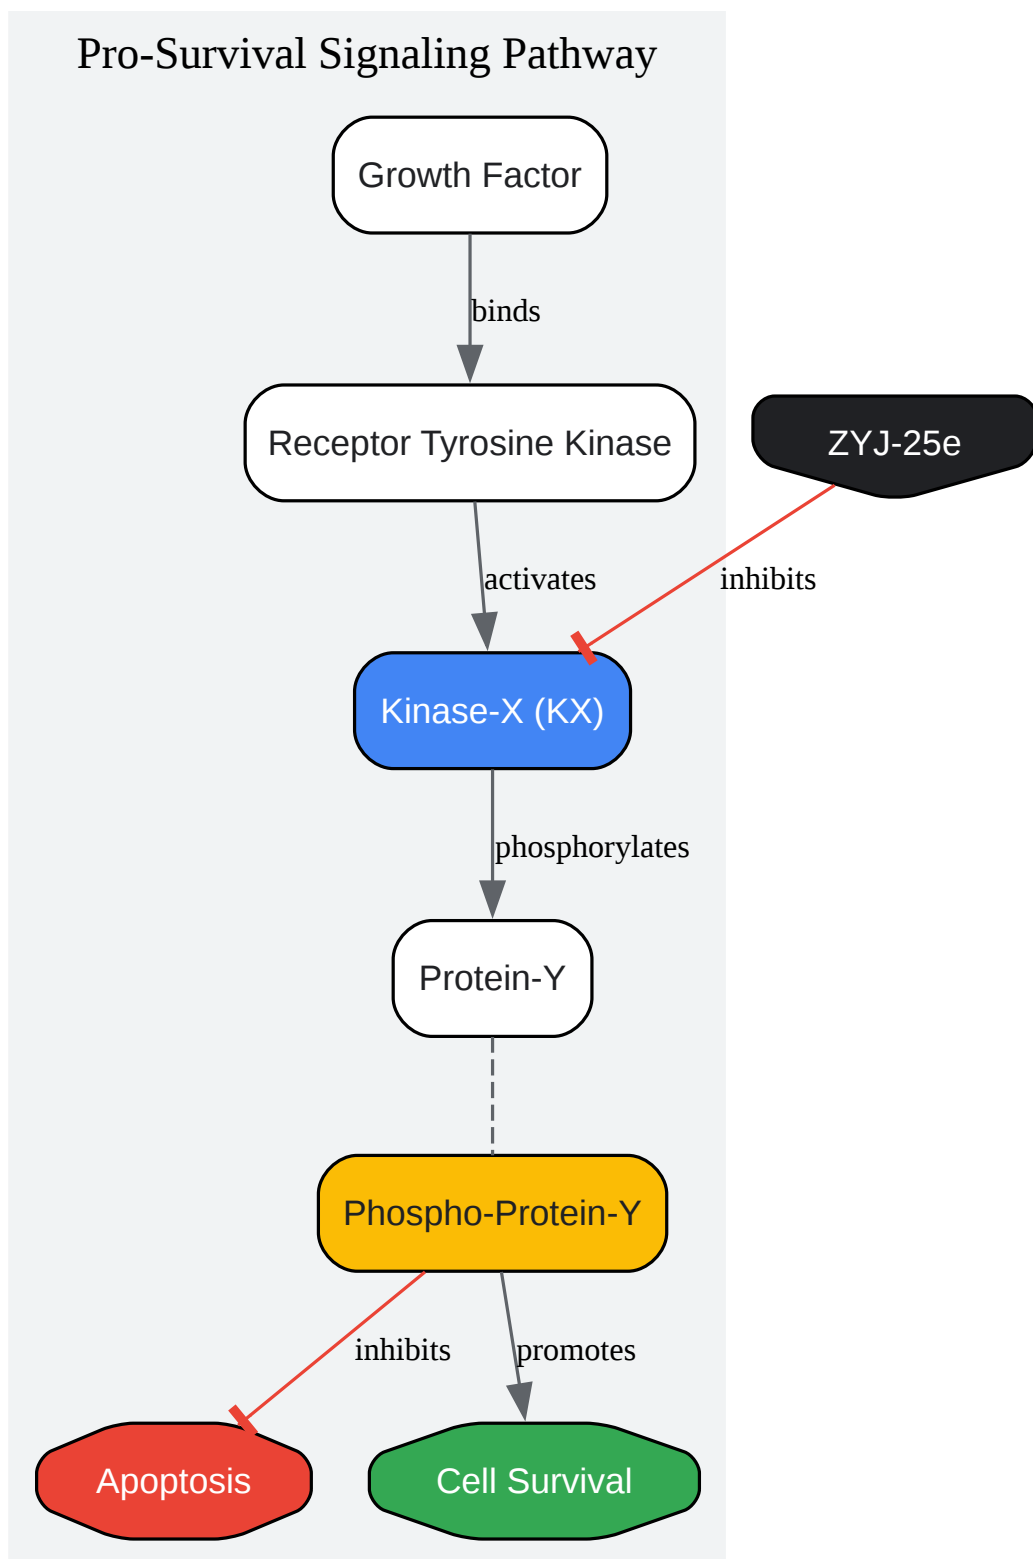 Pro-Survival Signaling Pathway
Growth Factor
binds
Receptor Tyrosine Kinase
ZYJ-25e
activates
inhibits
Kinase-X (KX)
phosphorylates
Protein-Y
Phospho-Protein-Y
inhibits
promotes
Apoptosis
Cell Survival